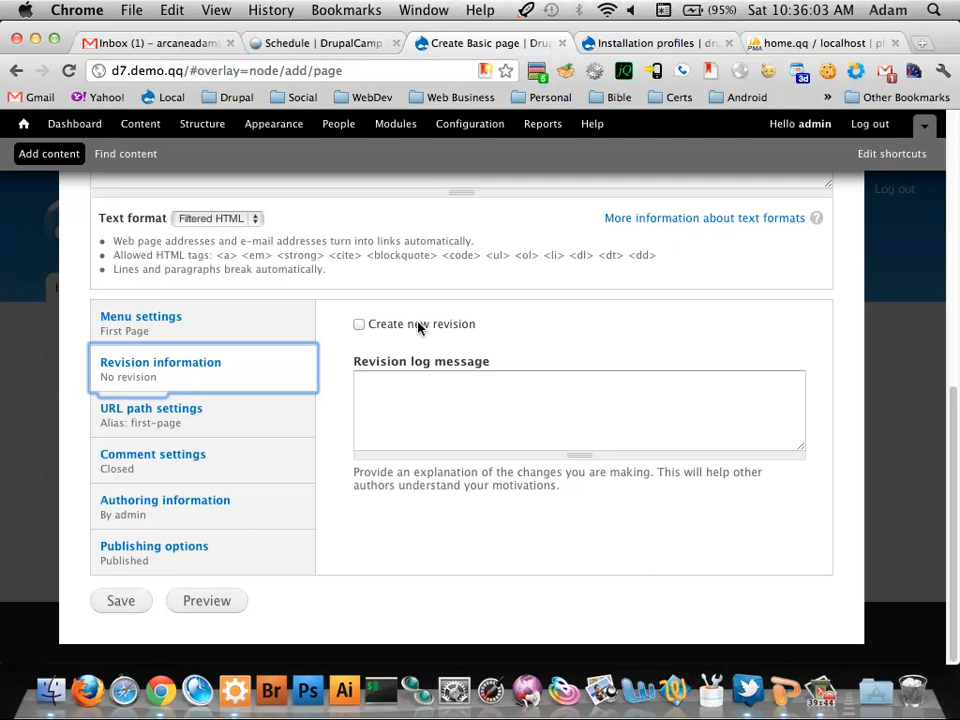 Chrome File Edit View History Bookmarks Window Help (95%) Sat 10:36:03 AM Adam
Inbox (1) – arcaneadam
Schedule | DrupalCamp
Create Basic page | Dru
Installation profiles | dru
home.qq / localhost | p
d7.demo.qq/#overlay=node/add/page
Gmail Yahoo! Local Drupal Social WebDev Web Business Personal Bible Certs Android » Other Bookmarks
Dashboard Content Structure Appearance People Modules Configuration Reports Help Hello admin Log out
Add content Find content Edit shortcuts
Log out
Text format Filtered HTML More information about text formats ?
Web page addresses and e-mail addresses turn into links automatically.
Allowed HTML tags: <a> <em> <strong> <cite> <blockquote> <code> <ul> <ol> <li> <dl> <dt> <dd>
Lines and paragraphs break automatically.
Menu settings
First Page
Revision information
No revision
URL path settings
Alias: first-page
Comment settings
Closed
Authoring information
By admin
Publishing options
Published
Create new revision
Revision log message
Provide an explanation of the changes you are making. This will help other
authors understand your motivations.
Save Preview
Br Ps Ai
39:44